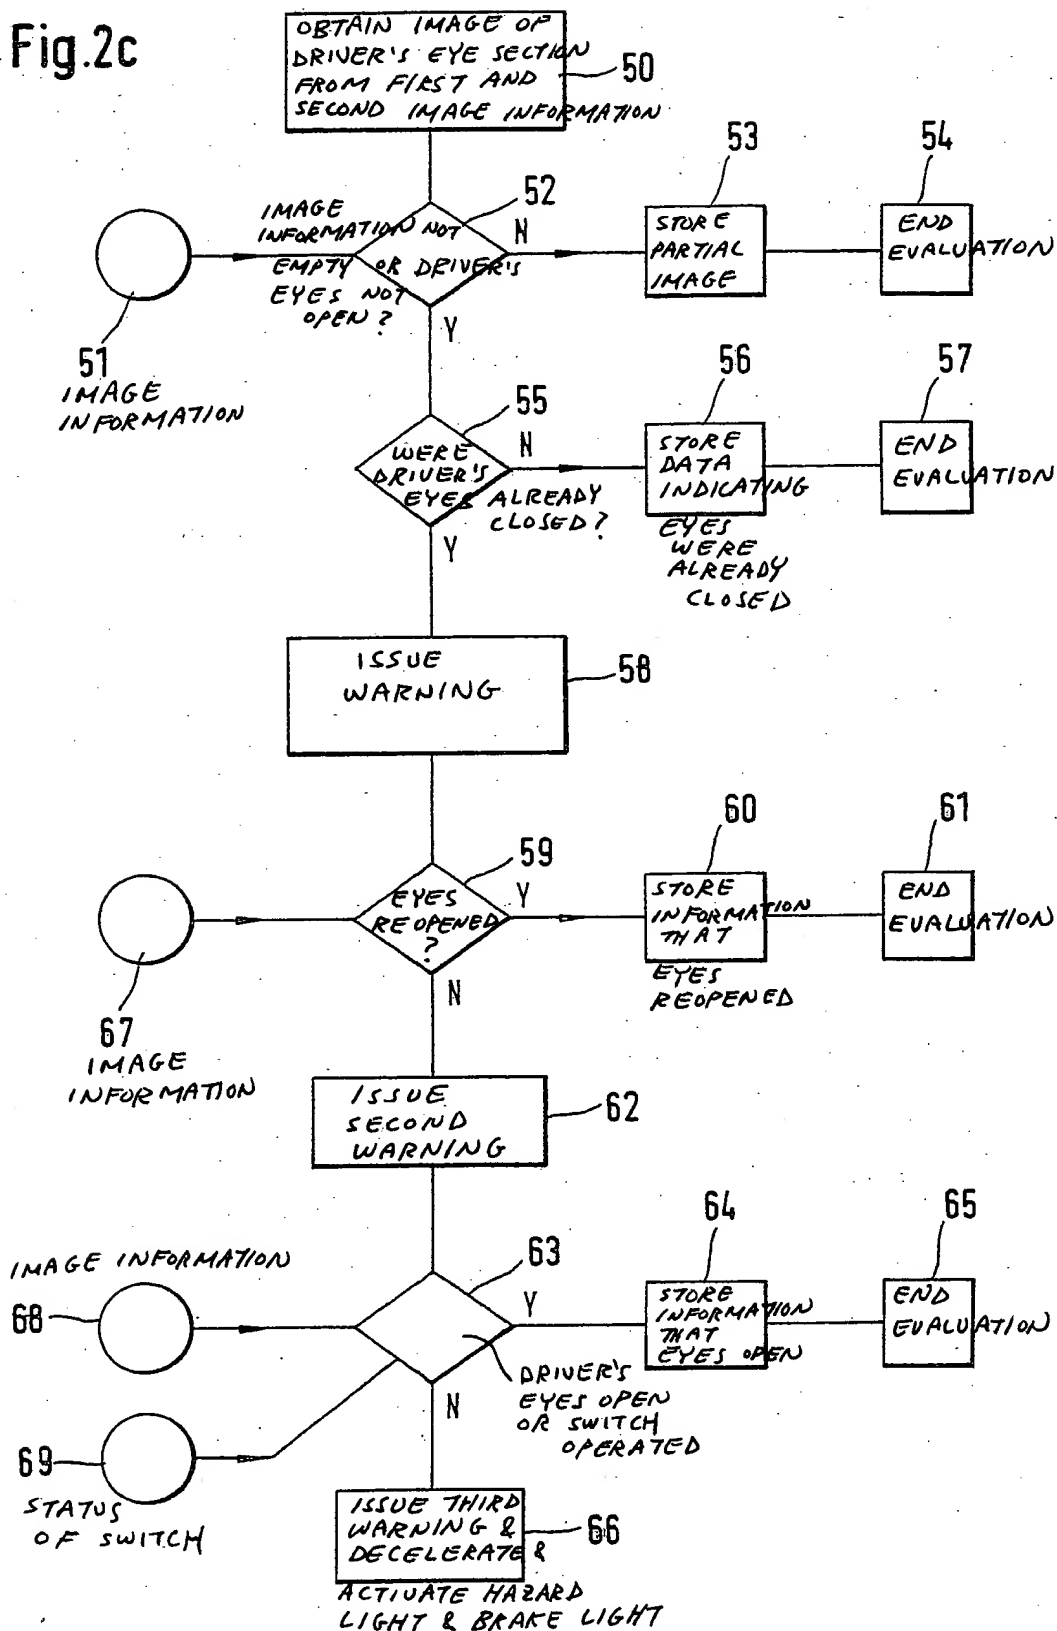 Fig.2c
OBTAIN IMAGE OF
DRIVER'S EYE SECTION
FROM FIRST AND
SECOND IMAGE INFORMATION
50
IMAGE
INFORMATION NOT
EMPTY OR DRIVER'S
EYES NOT
OPEN?
52
N
Y
53
STORE
PARTIAL
IMAGE
54
END
EVALUATION
51
IMAGE
INFORMATION
55
WERE
DRIVER'S
EYES ALREADY
CLOSED?
N
Y
56
STORE
DATA
INDICATING
EYES
WERE
ALREADY
CLOSED
57
END
EVALUATION
ISSUE
WARNING
58
59
EYES
REOPENED
?
Y
N
60
STORE
INFORMATION
THAT
EYES
REOPENED
61
END
EVALUATION
67
IMAGE
INFORMATION
ISSUE
SECOND
WARNING
62
IMAGE INFORMATION
68
63
Y
N
DRIVER'S
EYES OPEN
OR SWITCH
OPERATED
64
STORE
INFORMATION
THAT
EYES OPEN
65
END
EVALUATION
69
STATUS
OF SWITCH
ISSUE THIRD
WARNING &
DECELERATE &
ACTIVATE HAZARD
LIGHT & BRAKE LIGHT
66